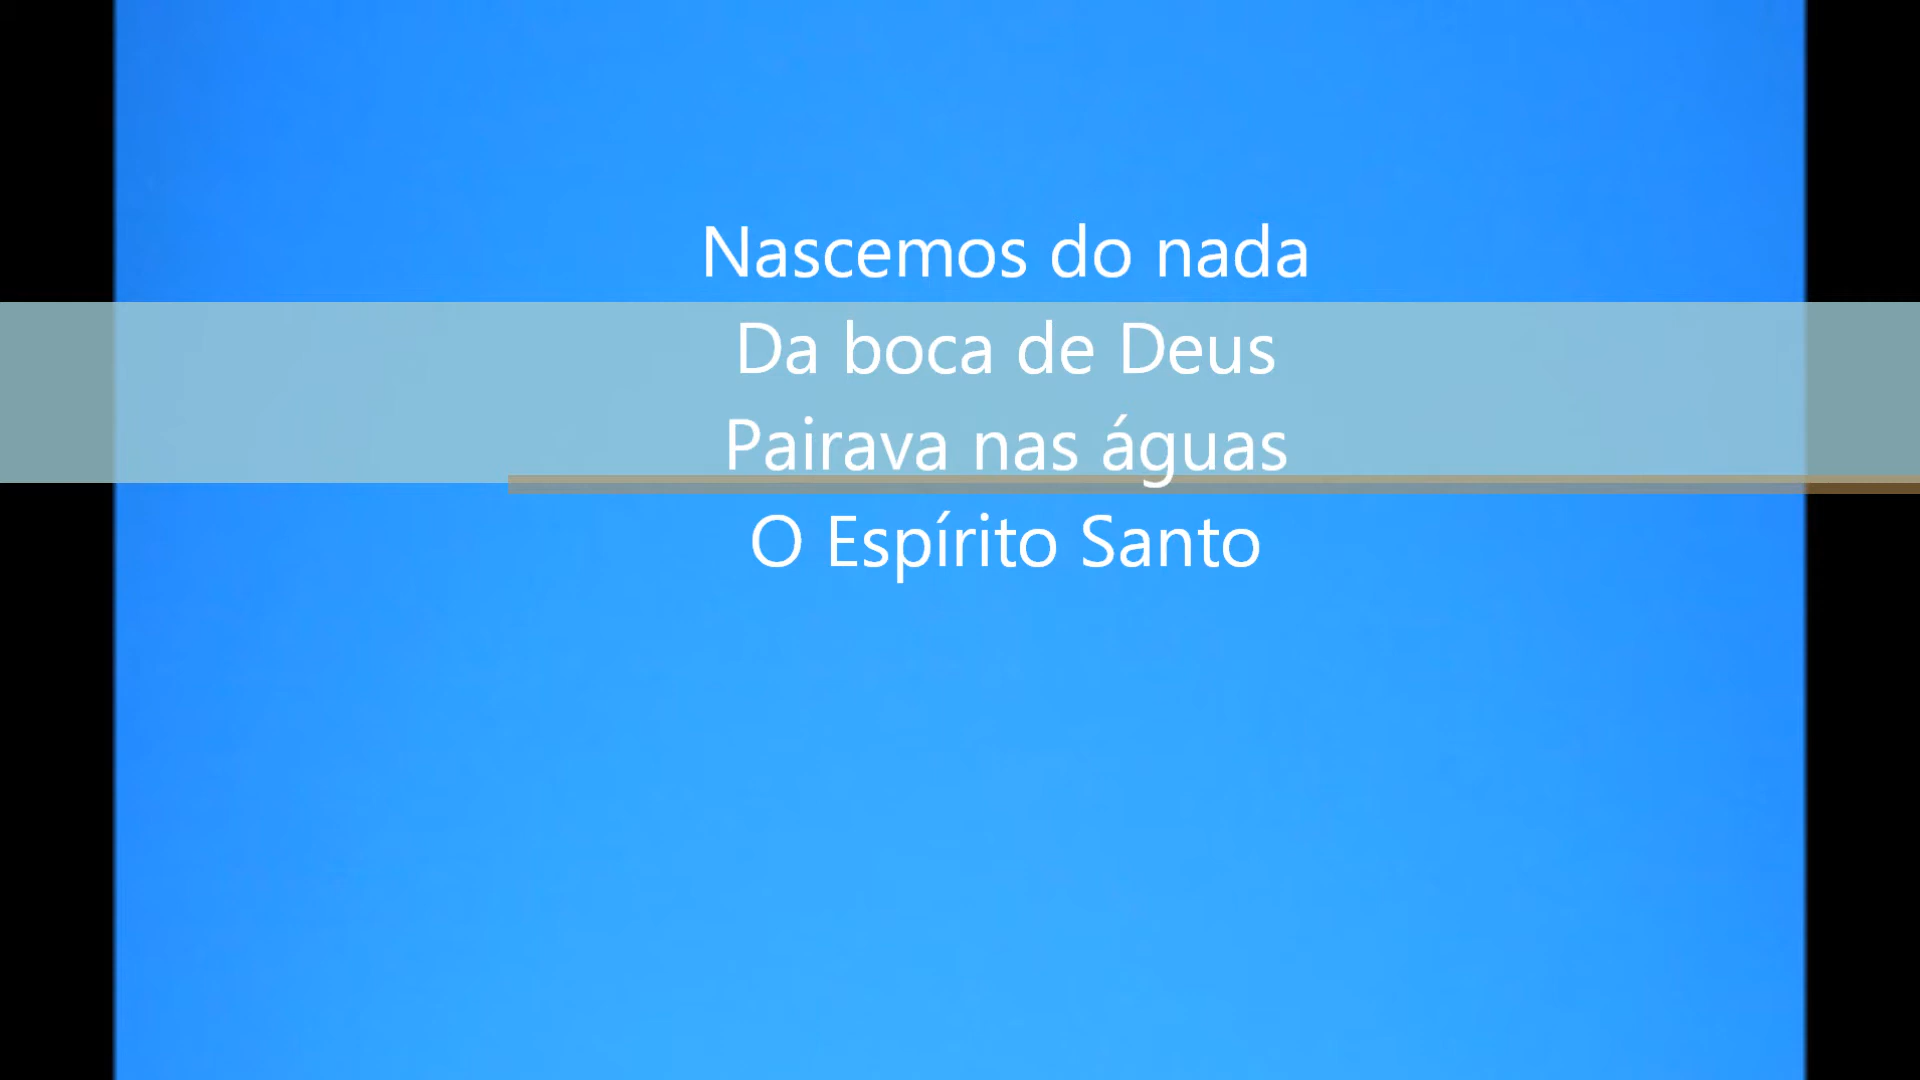 Nascemos do nada
Da boca de Deus
Pairava nas águas
O Espírito Santo